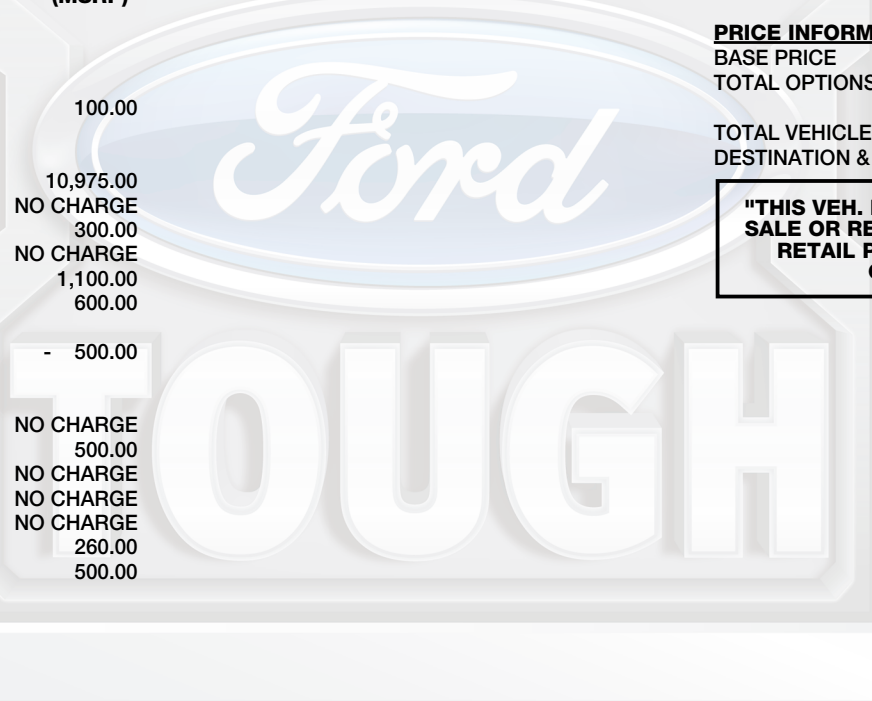 (MSRP)
100.00
10,975.00
NO CHARGE
300.00
NO CHARGE
1,100.00
600.00
- 500.00
NO CHARGE
500.00
NO CHARGE
NO CHARGE
NO CHARGE
260.00
500.00
PRICE INFORM
BASE PRICE
TOTAL OPTIONS
TOTAL VEHICLE
DESTINATION &
"THIS VEH.
SALE OR RE
RETAIL P
Ford
TOUGH